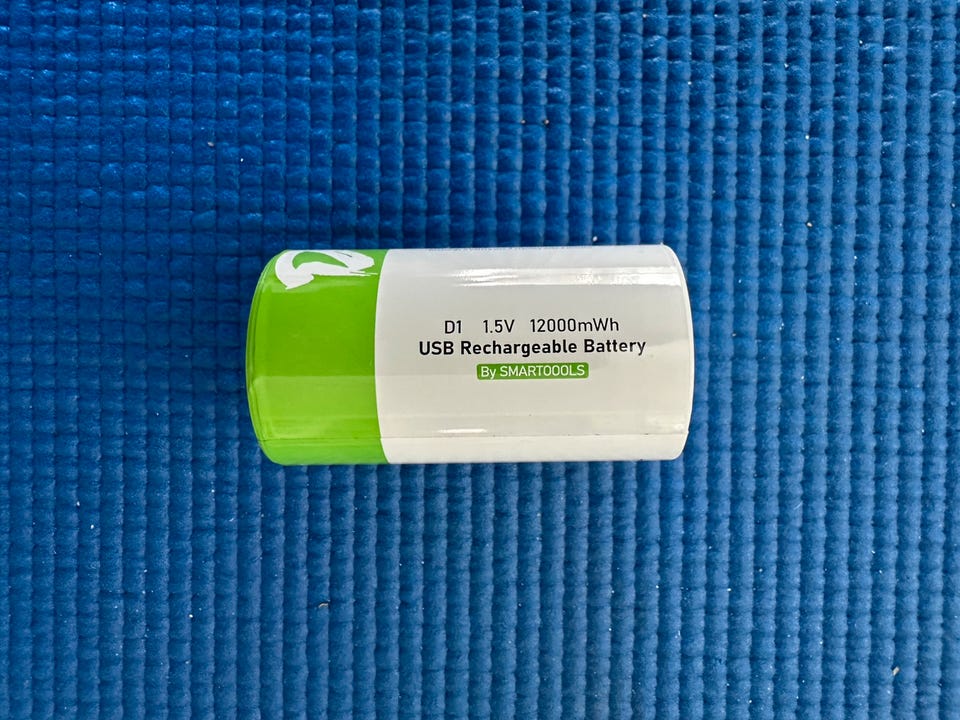 D1 1.5V 12000mWh
USB Rechargeable Battery
By SMARTOOOLS